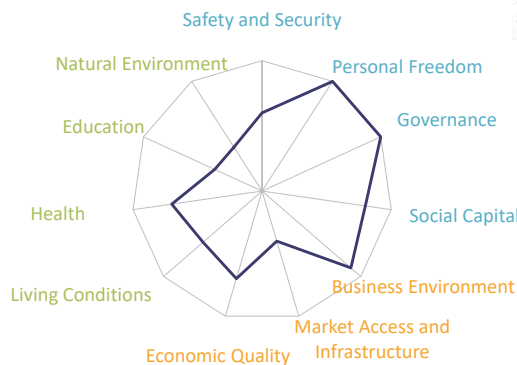 Safety and Security
Personal Freedom
Governance
Social Capital
Business Environment
Market Access and
Infrastructure
Economic Quality
Living Conditions
Health
Education
Natural Environment